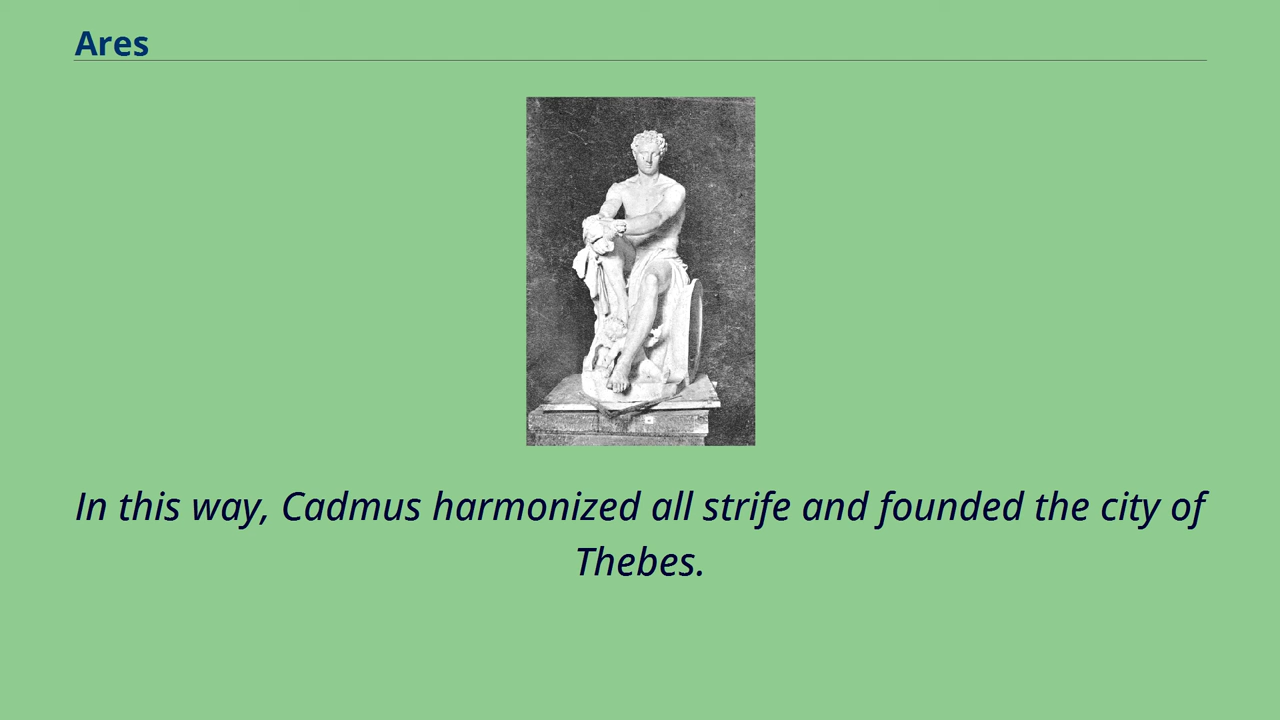 Ares
In this way, Cadmus harmonized all strife and founded the city of
Thebes.